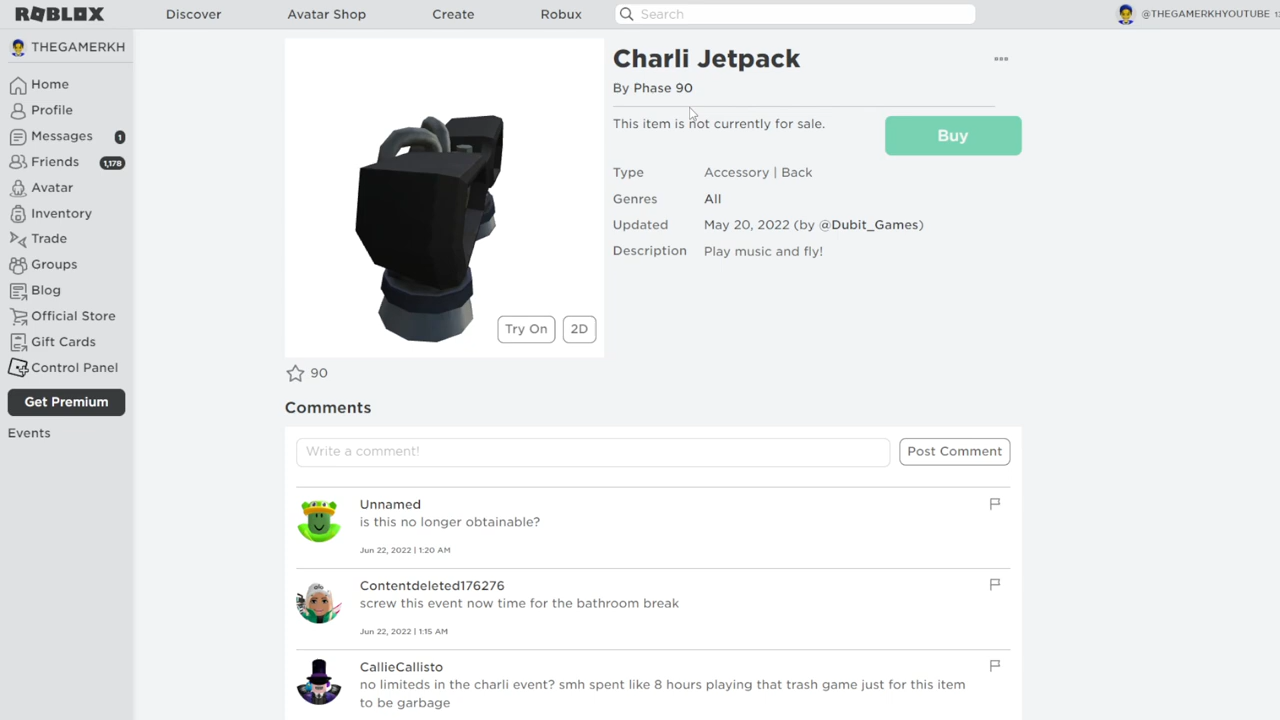 ROBLOX
Discover
Avatar Shop
Create
Robux
Search
@THEGAMERKHYOUTUBE
THEGAMERKH
Home
Profile
Messages 1
Friends 1,178
Avatar
Inventory
Trade
Groups
Blog
Official Store
Gift Cards
Control Panel
Get Premium
Events
Try On
2D
90
Charli Jetpack
By Phase 90
This item is not currently for sale.
Buy
Type Accessory | Back
Genres All
Updated May 20, 2022 (by @Dubit_Games)
Description Play music and fly!
Comments
Write a comment!
Post Comment
Unnamed
is this no longer obtainable?
Jun 22, 2022 | 1:20 AM
Contentdeleted176276
screw this event now time for the bathroom break
Jun 22, 2022 | 1:15 AM
CallieCallisto
no limiteds in the charli event? smh spent like 8 hours playing that trash game just for this item
to be garbage